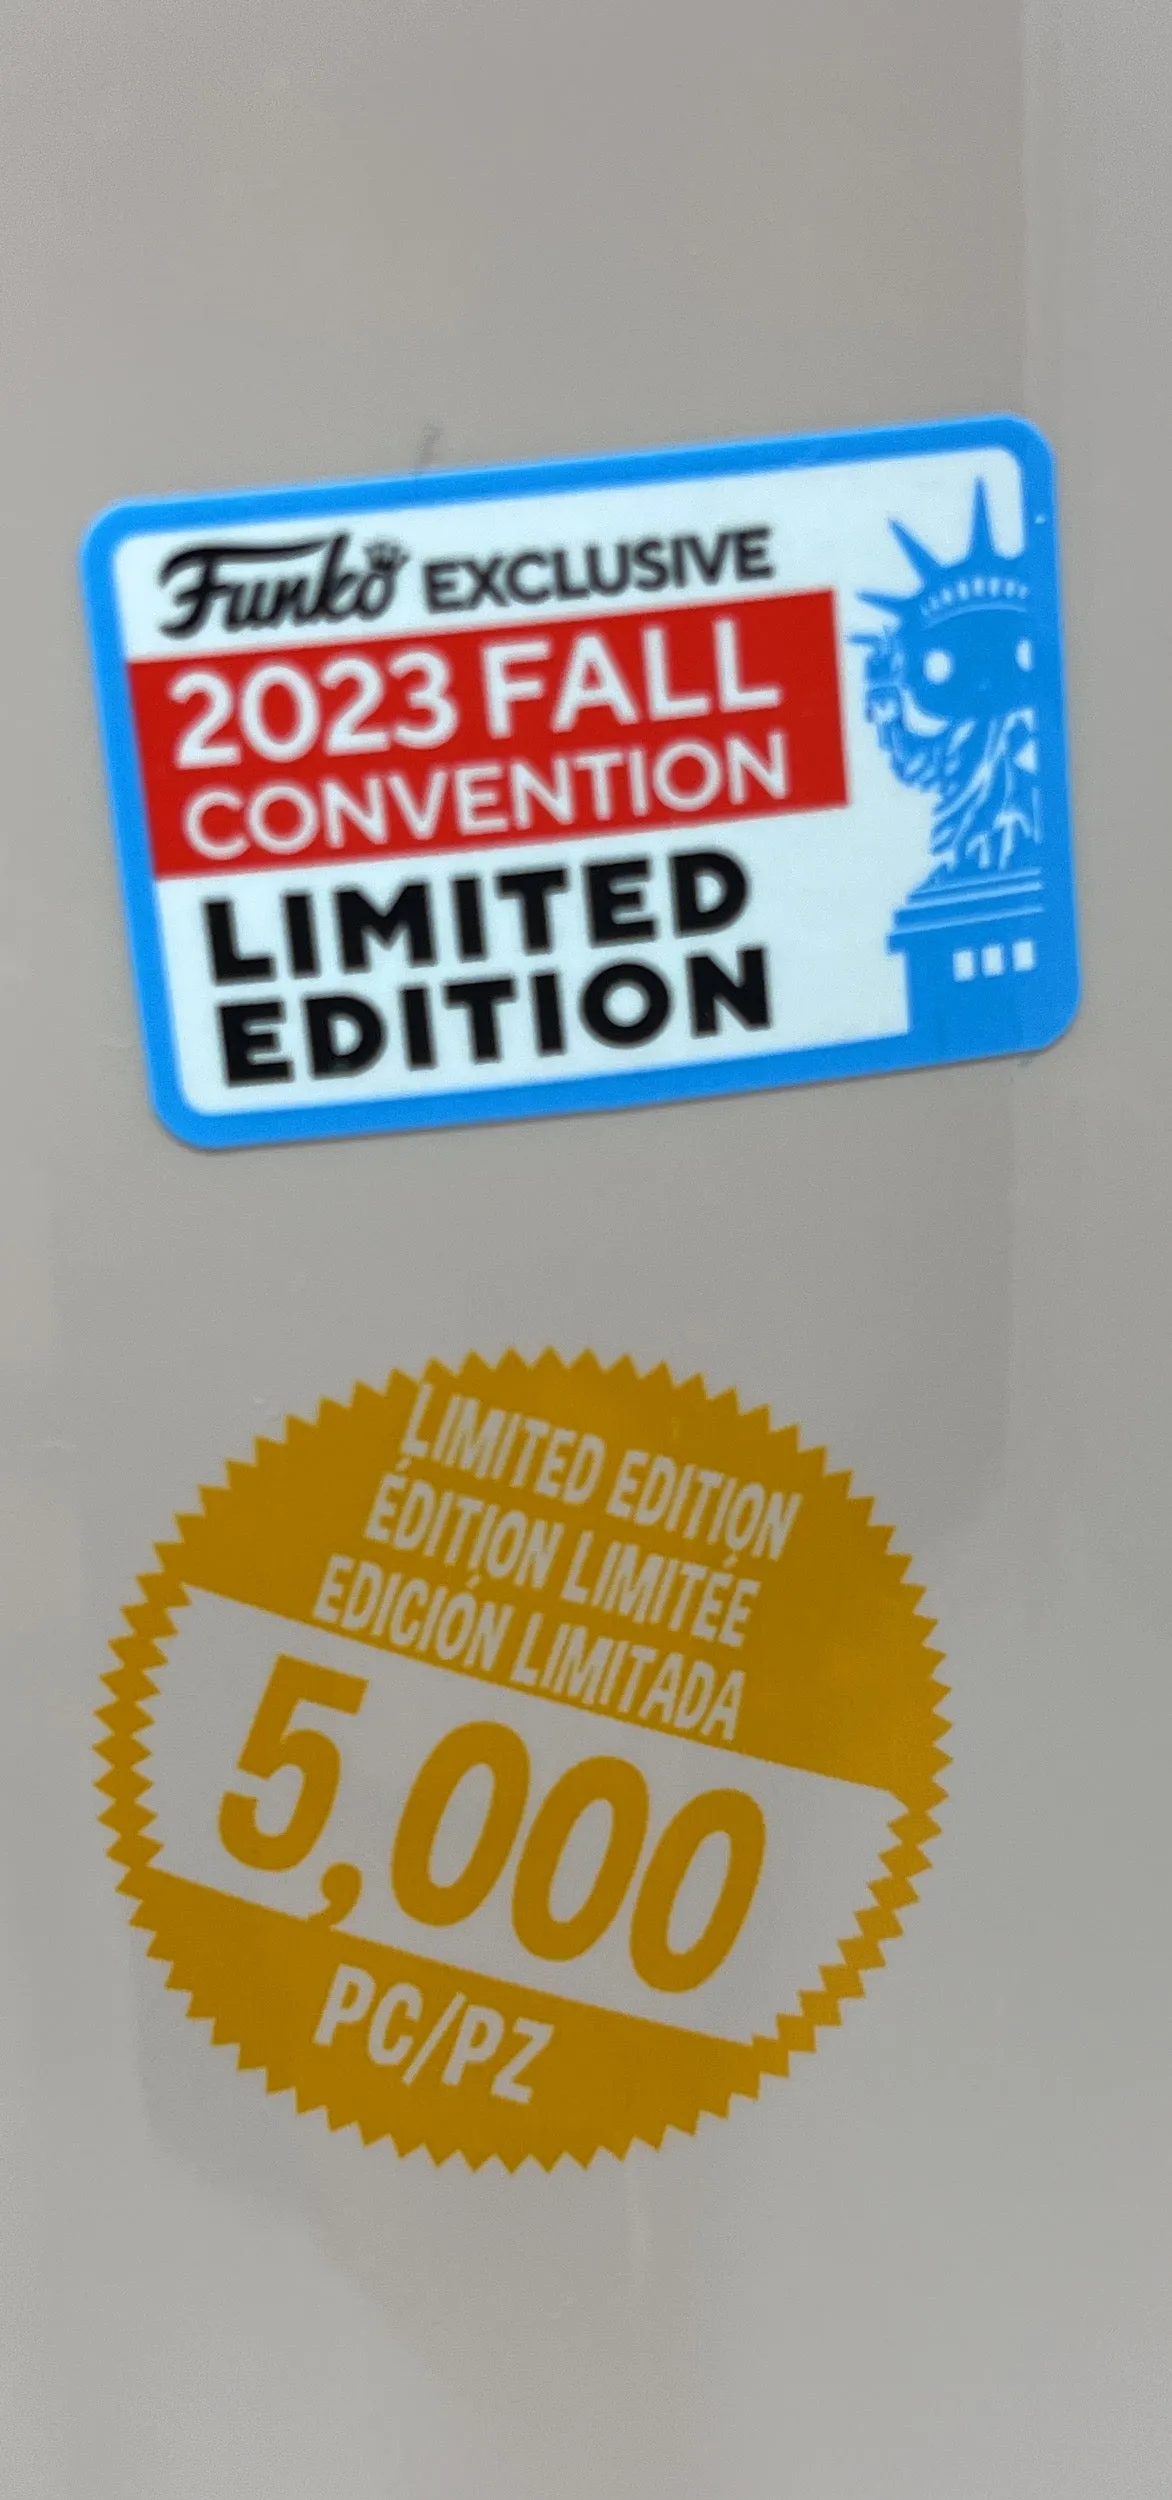 Funko EXCLUSIVE
2023 FALL
CONVENTION
LIMITED
EDITION
LIMITED EDITION
ÉDITION LIMITÉE
EDICIÓN LIMITADA
5,000
PC/PZ